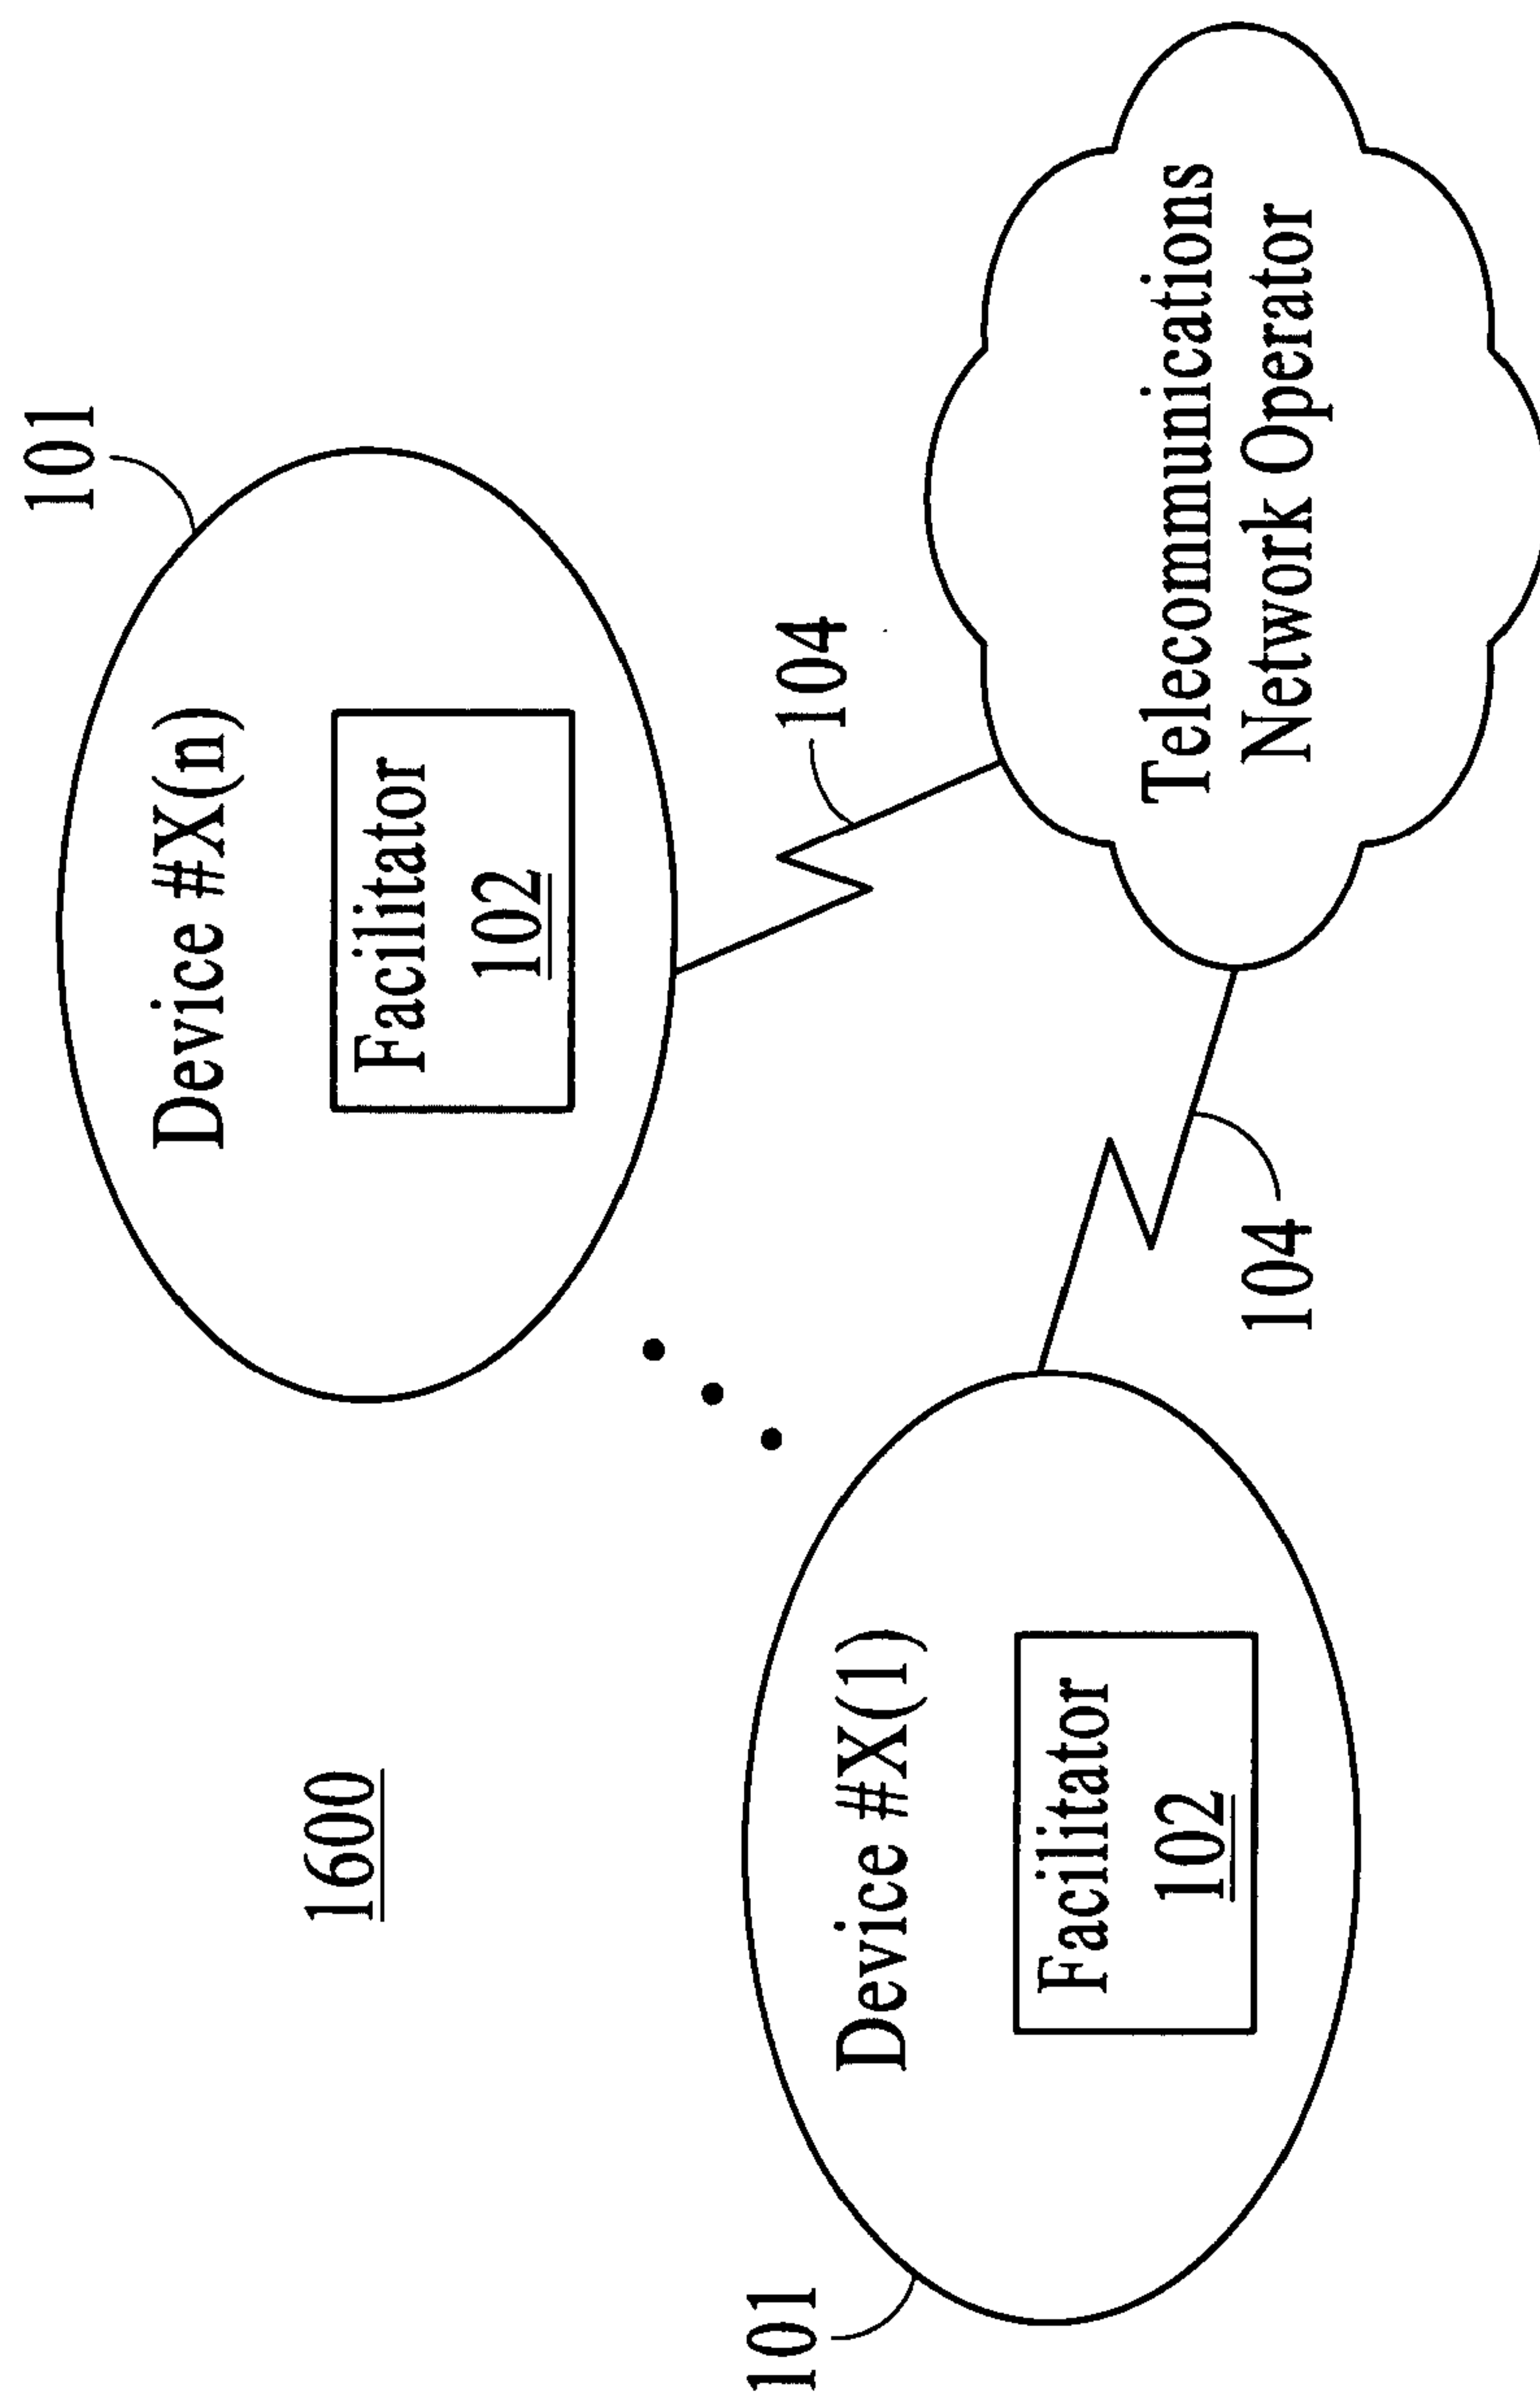 101
Device #X(n)
Facilitator
102
1600
104
Device #X(1)
Facilitator
102
101
104
Telecommunications
Network Operator